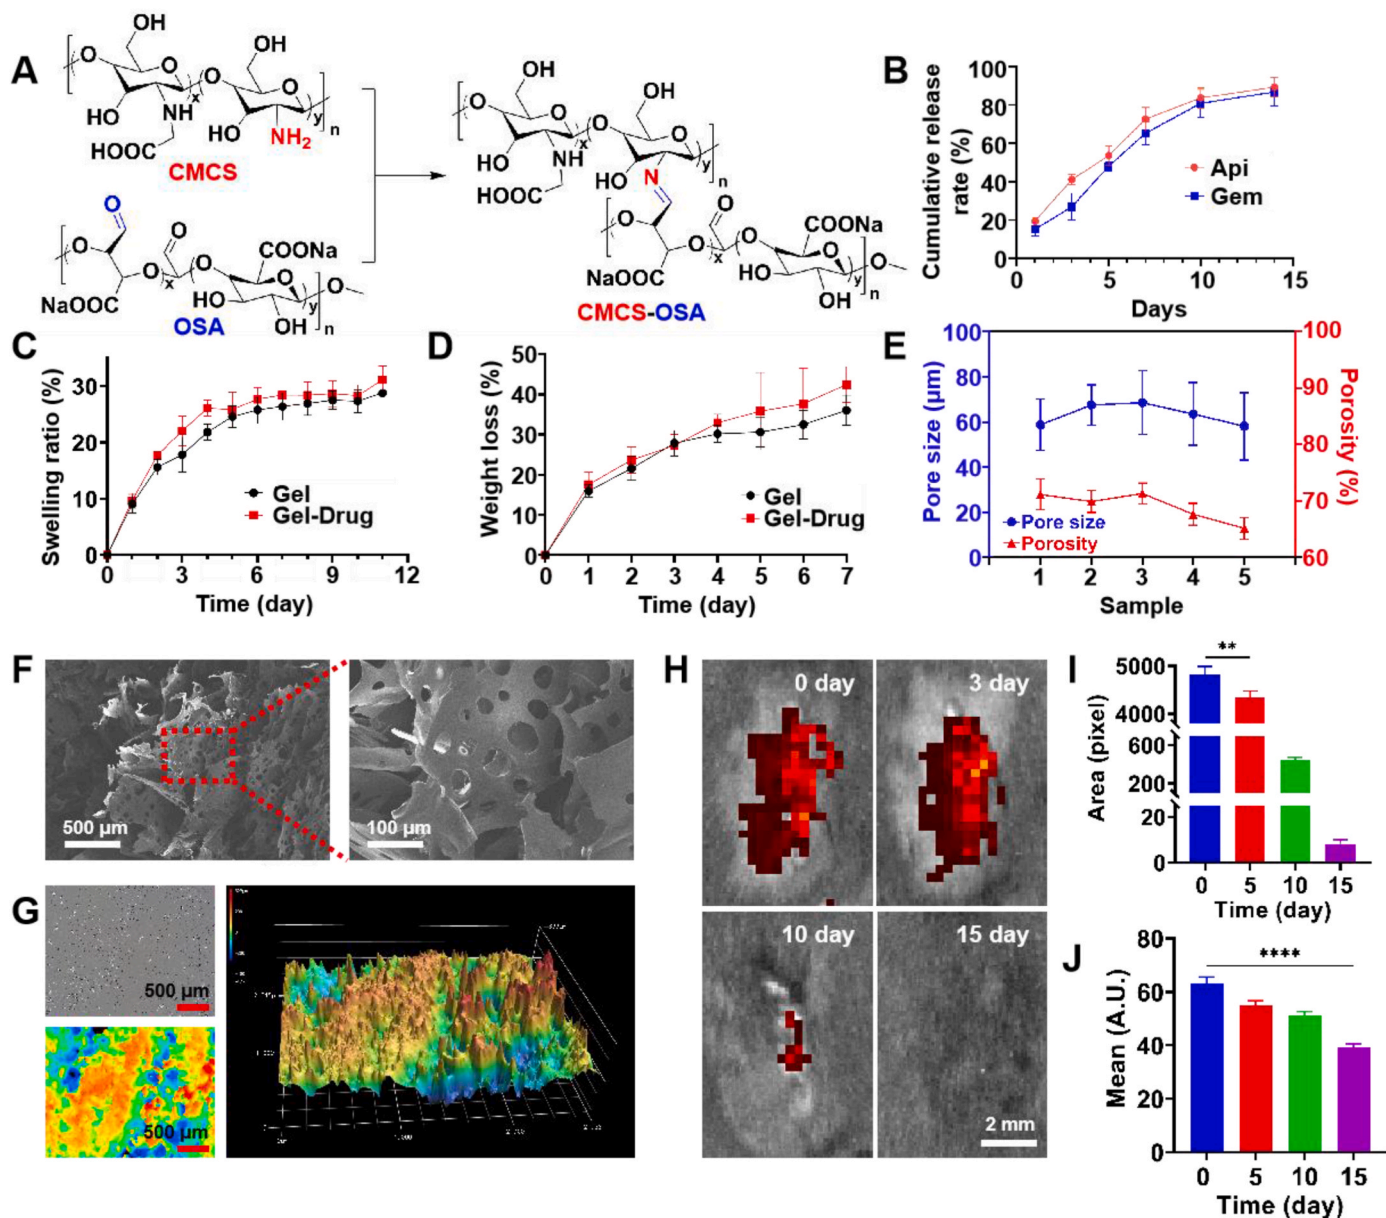 A
OH
HO
O
O
NH
x
OH
O
O
HO
NH2
y
n
HOOC
CMCS
O
O
O
O
x
NaOOC
COONa
O
HO
OH
y
n
O
OSA
OH
O
O
HO
NH
x
HOOC
OH
O
O
HO
N
y
n
O
O
O
x
NaOOC
COONa
O
HO
OH
y
n
O
CMCS-OSA
B
Cumulative release
rate (%)
100
80
60
40
20
0
0 5 10 15
Days
Api
Gem
C
Swelling ratio (%)
30
20
10
0
0 3 6 9 12
Time (day)
Gel
Gel-Drug
D
Weight loss (%)
50
40
30
20
10
0
0 1 2 3 4 5 6 7
Time (day)
Gel
Gel-Drug
E
Pore size (μm)
100
80
60
40
20
0
Porosity (%)
100
90
80
70
60
1 2 3 4 5
Sample
Pore size
Porosity
F
500 μm
100 μm
G
500 μm
500 μm
H
0 day
3 day
10 day
15 day
2 mm
I
**
Area (pixel)
5000
4000
600
200
20
0
0 5 10 15
Time (day)
J
****
Mean (A.U.)
80
60
40
20
0
0 5 10 15
Time (day)